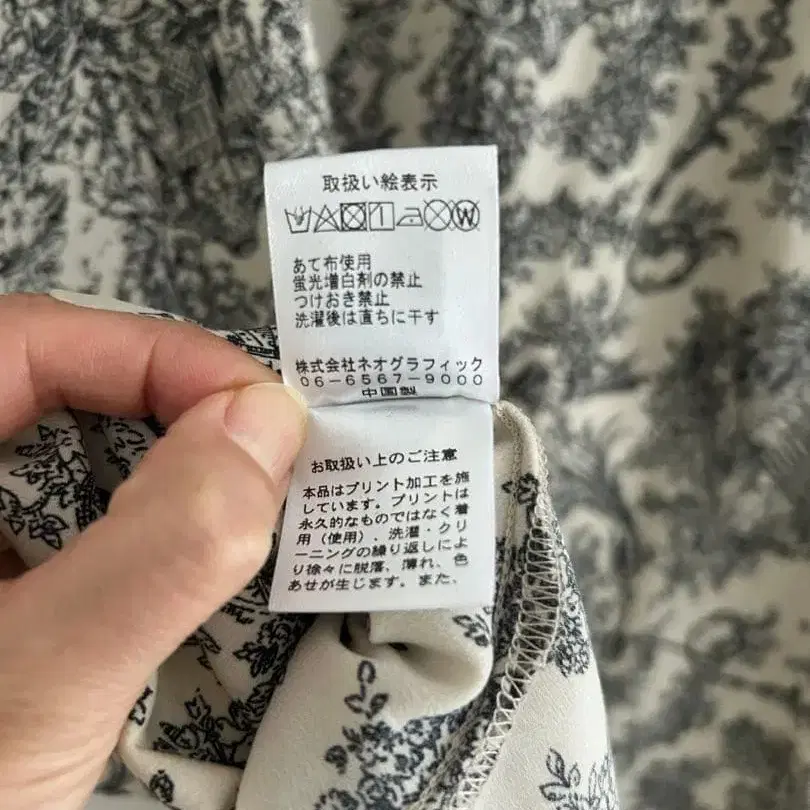 取扱い絵表示
W
あて布使用
蛍光増白剤の禁止
つけおき禁止
洗濯後は直ちに干す
株式会社ネオグラフィック
06-6567-9000
中国製
お取扱い上のご注意
本品はプリント加工を施
しています。プリントは
永久的なものではなく着
用（使用）、洗濯・クリ
ーニングの繰り返しによ
り徐々に脱落、薄れ、色
あせが生じます。また、